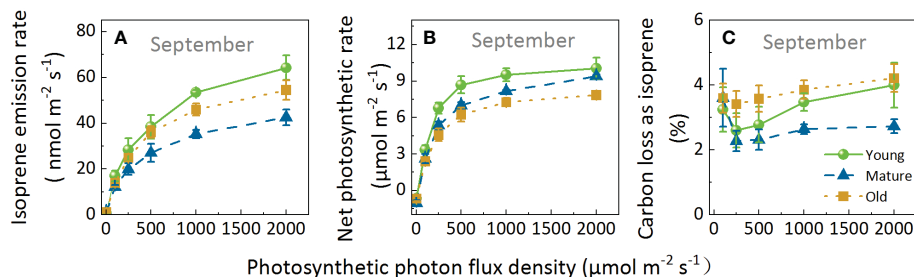 Isoprene emission rate
( nmol m⁻² s⁻¹)
A
September
80
60
40
20
0
0 500 1000 1500 2000
Net photosynthetic rate
(μmol m⁻² s⁻¹)
B
September
12
9
6
3
0
0 500 1000 1500 2000
Carbon loss as isoprene
(%)
C
September
6
4
2
0
0 500 1000 1500 2000
Young
Mature
Old
Photosynthetic photon flux density (μmol m⁻² s⁻¹)